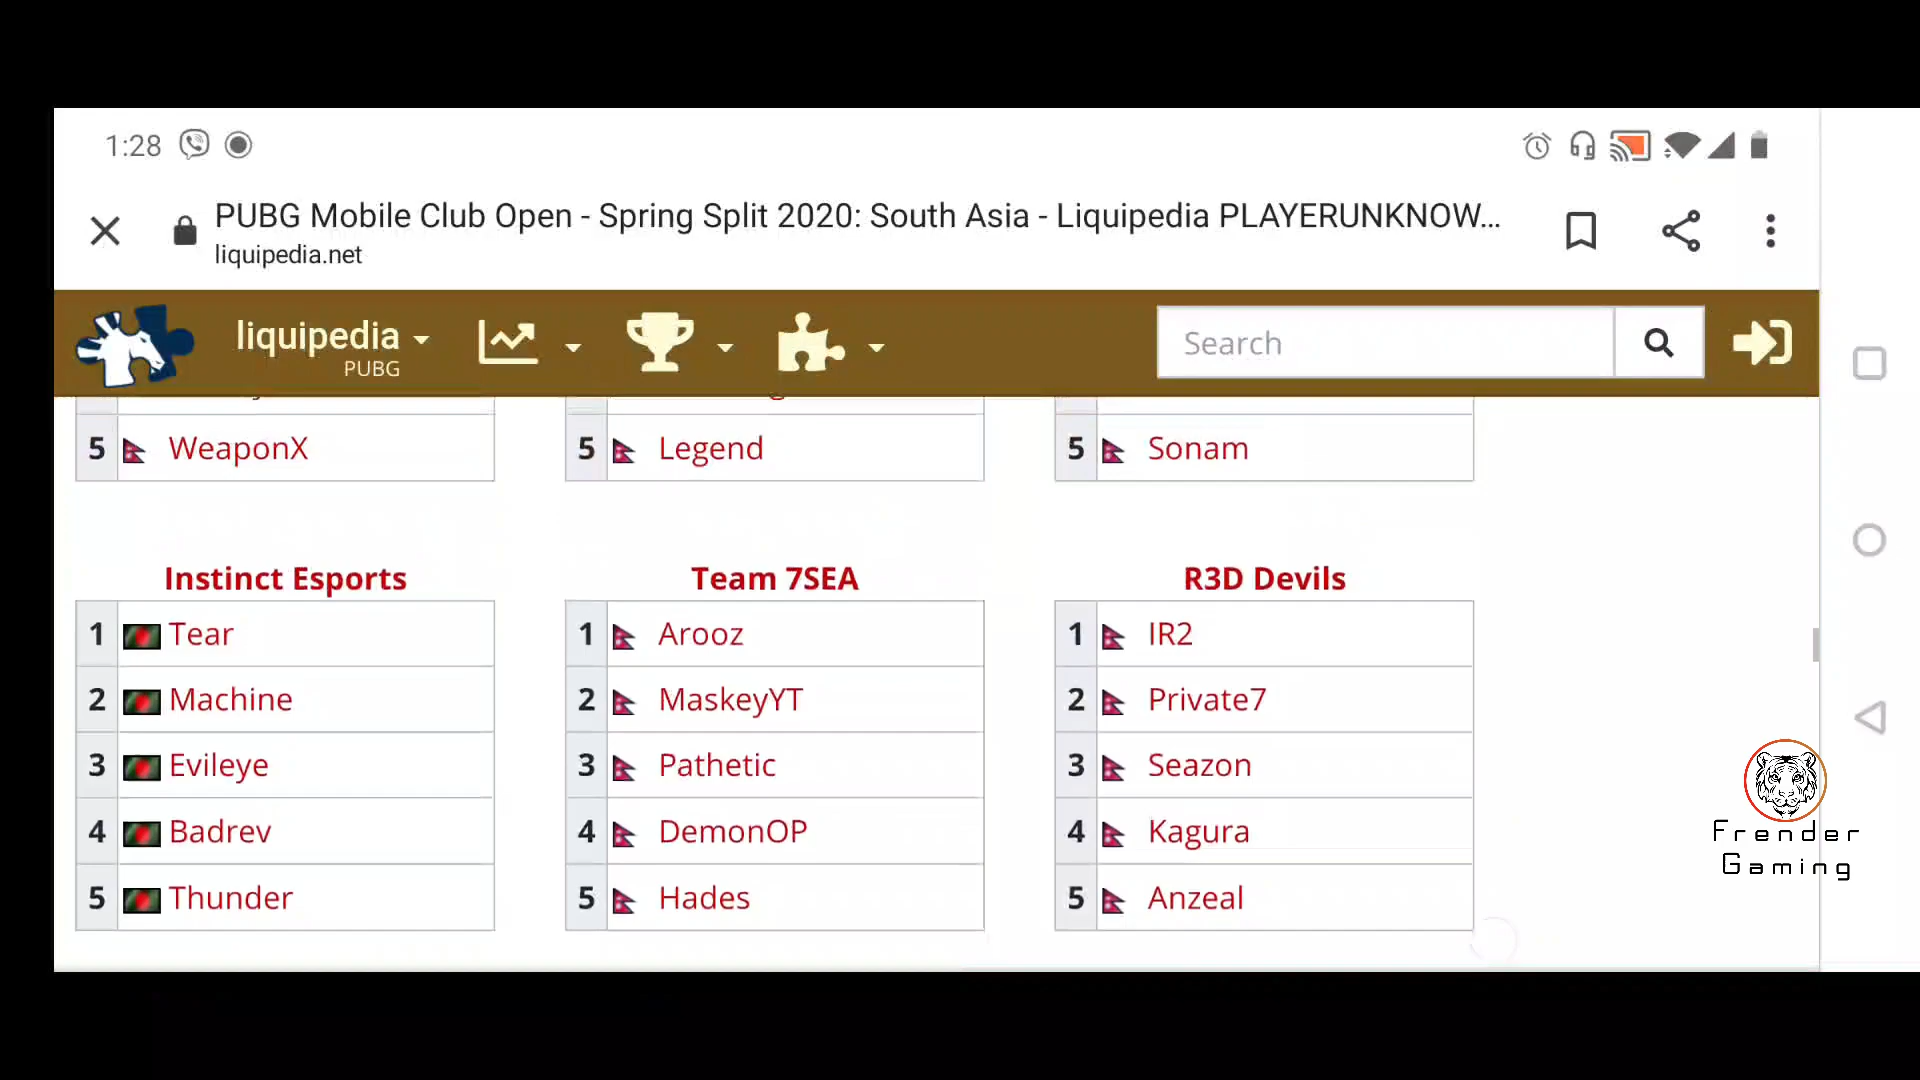 1:28
PUBG Mobile Club Open - Spring Split 2020: South Asia - Liquipedia PLAYERUNKNOW...
liquipedia.net
liquipedia
PUBG
Search
5 WeaponX
5 Legend
5 Sonam
Instinct Esports
1 Tear
2 Machine
3 Evileye
4 Badrev
5 Thunder
Team 7SEA
1 Arooz
2 MaskeyYT
3 Pathetic
4 DemonOP
5 Hades
R3D Devils
1 IR2
2 Private7
3 Seazon
4 Kagura
5 Anzeal
Frender
Gaming